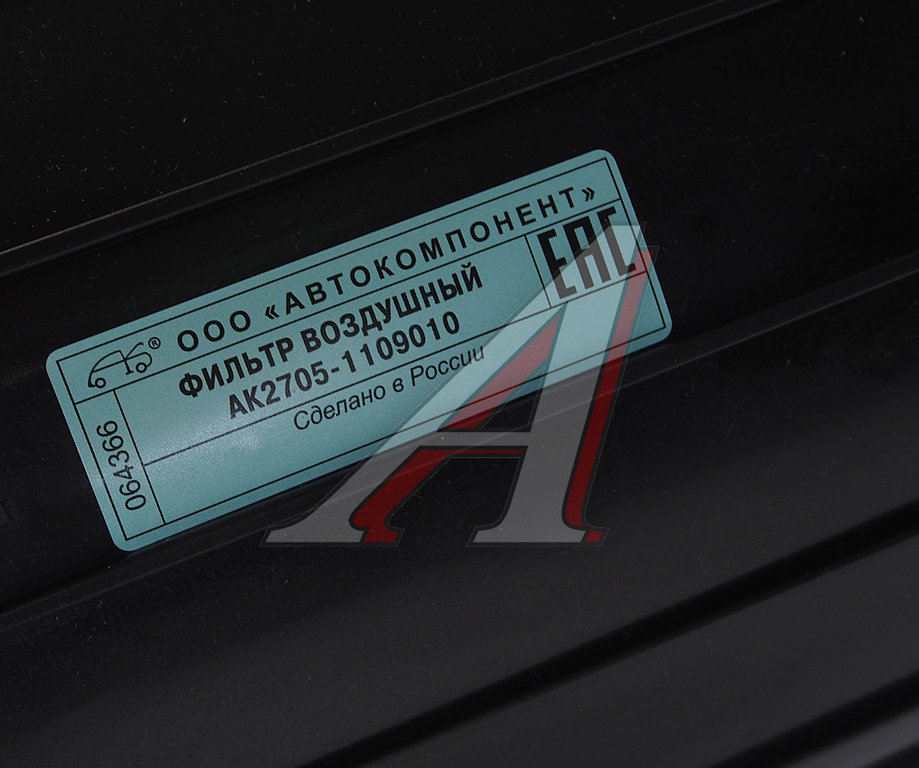 ООО «АВТОКОМПОНЕНТ»
ФИЛЬТР ВОЗДУШНЫЙ
АК2705-1109010
Сделано в России
064366
ЕАС